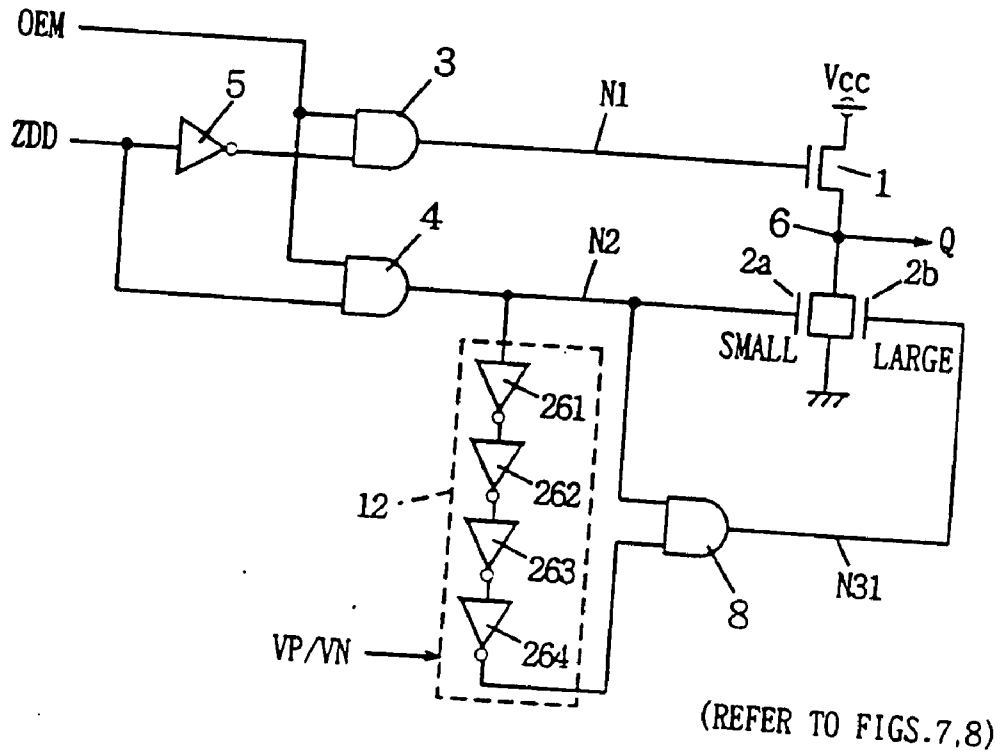 OEM
3
5
N1
Vcc
ZDD
1
4
6
Q
N2
2a
2b
SMALL
LARGE
261
262
12
263
N31
8
264
VP/VN
(REFER TO FIGS.7,8)